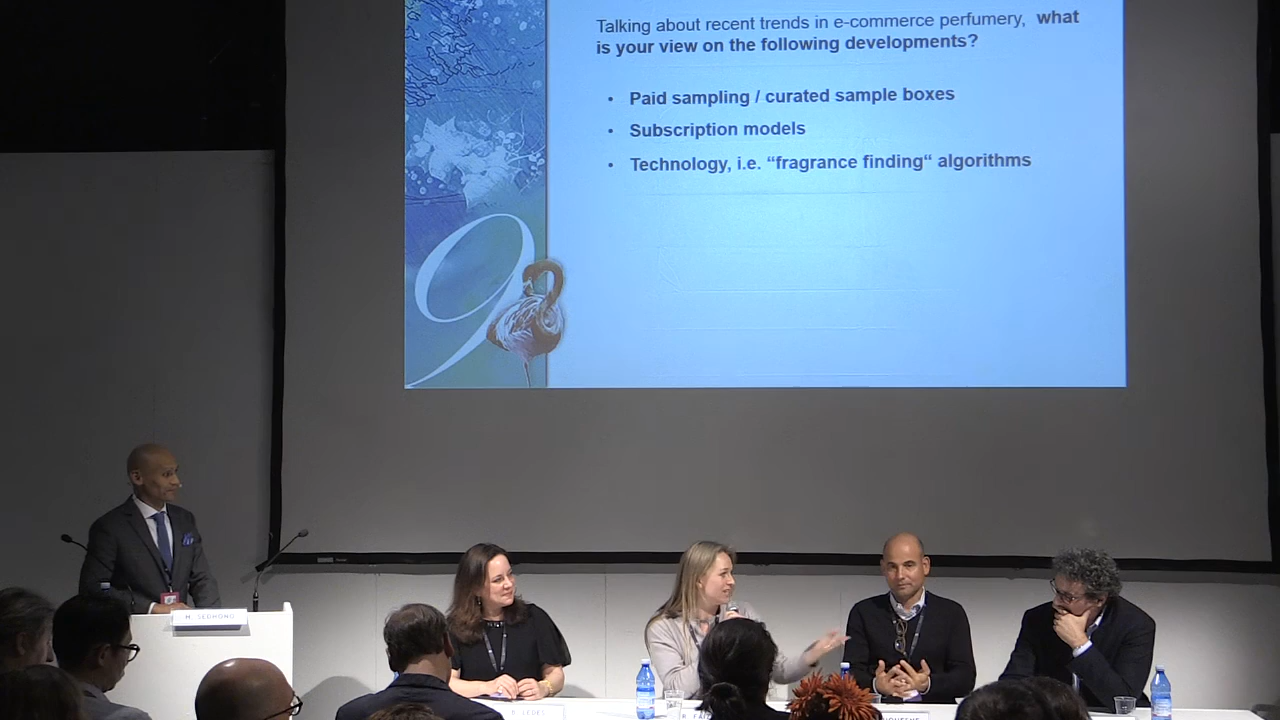 Talking about recent trends in e-commerce perfumery, what
is your view on the following developments?
• Paid sampling / curated sample boxes
• Subscription models
• Technology, i.e. “fragrance finding“ algorithms
9